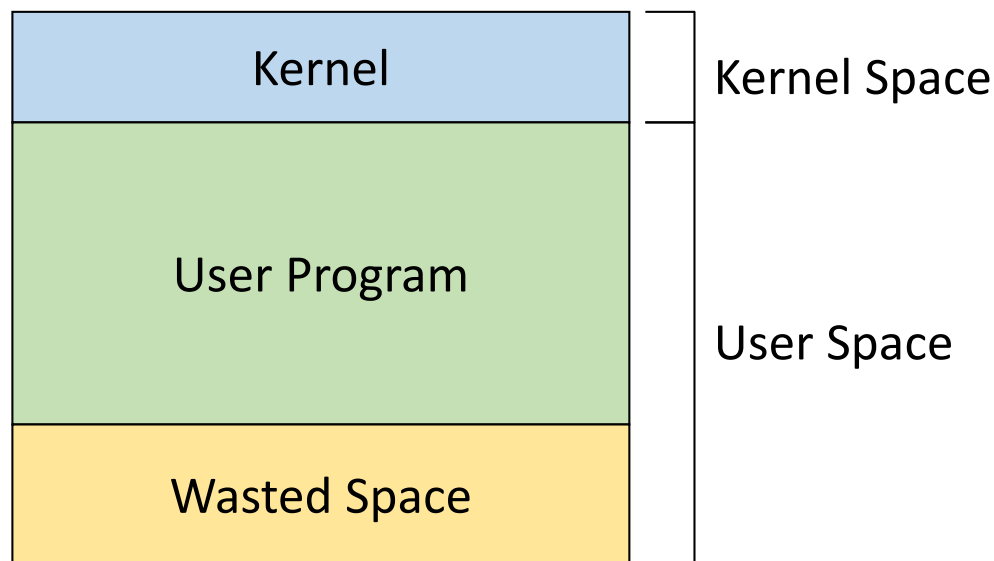 Kernel
Kernel Space
User Program
User Space
Wasted Space